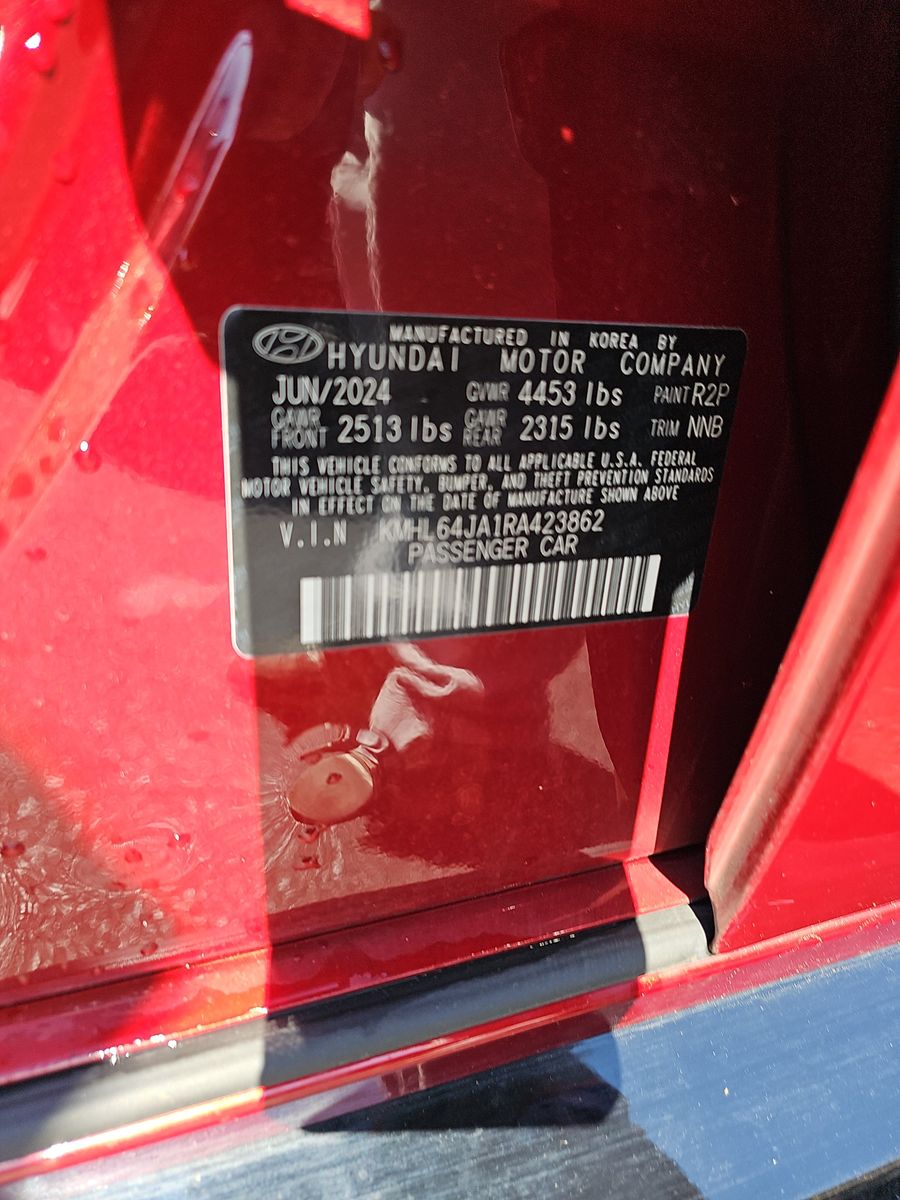 MANUFACTURED IN KOREA BY
HYUNDAI MOTOR COMPANY
JUN/2024 GVWR 4453 lbs PAINT R2P
GAWR FRONT 2513 lbs GAWR REAR 2315 lbs TRIM NNB
THIS VEHICLE CONFORMS TO ALL APPLICABLE U.S.A. FEDERAL
MOTOR VEHICLE SAFETY, BUMPER, AND THEFT PREVENTION STANDARDS
IN EFFECT ON THE DATE OF MANUFACTURE SHOWN ABOVE
V.I.N KMHL64JA1RA423862
PASSENGER CAR